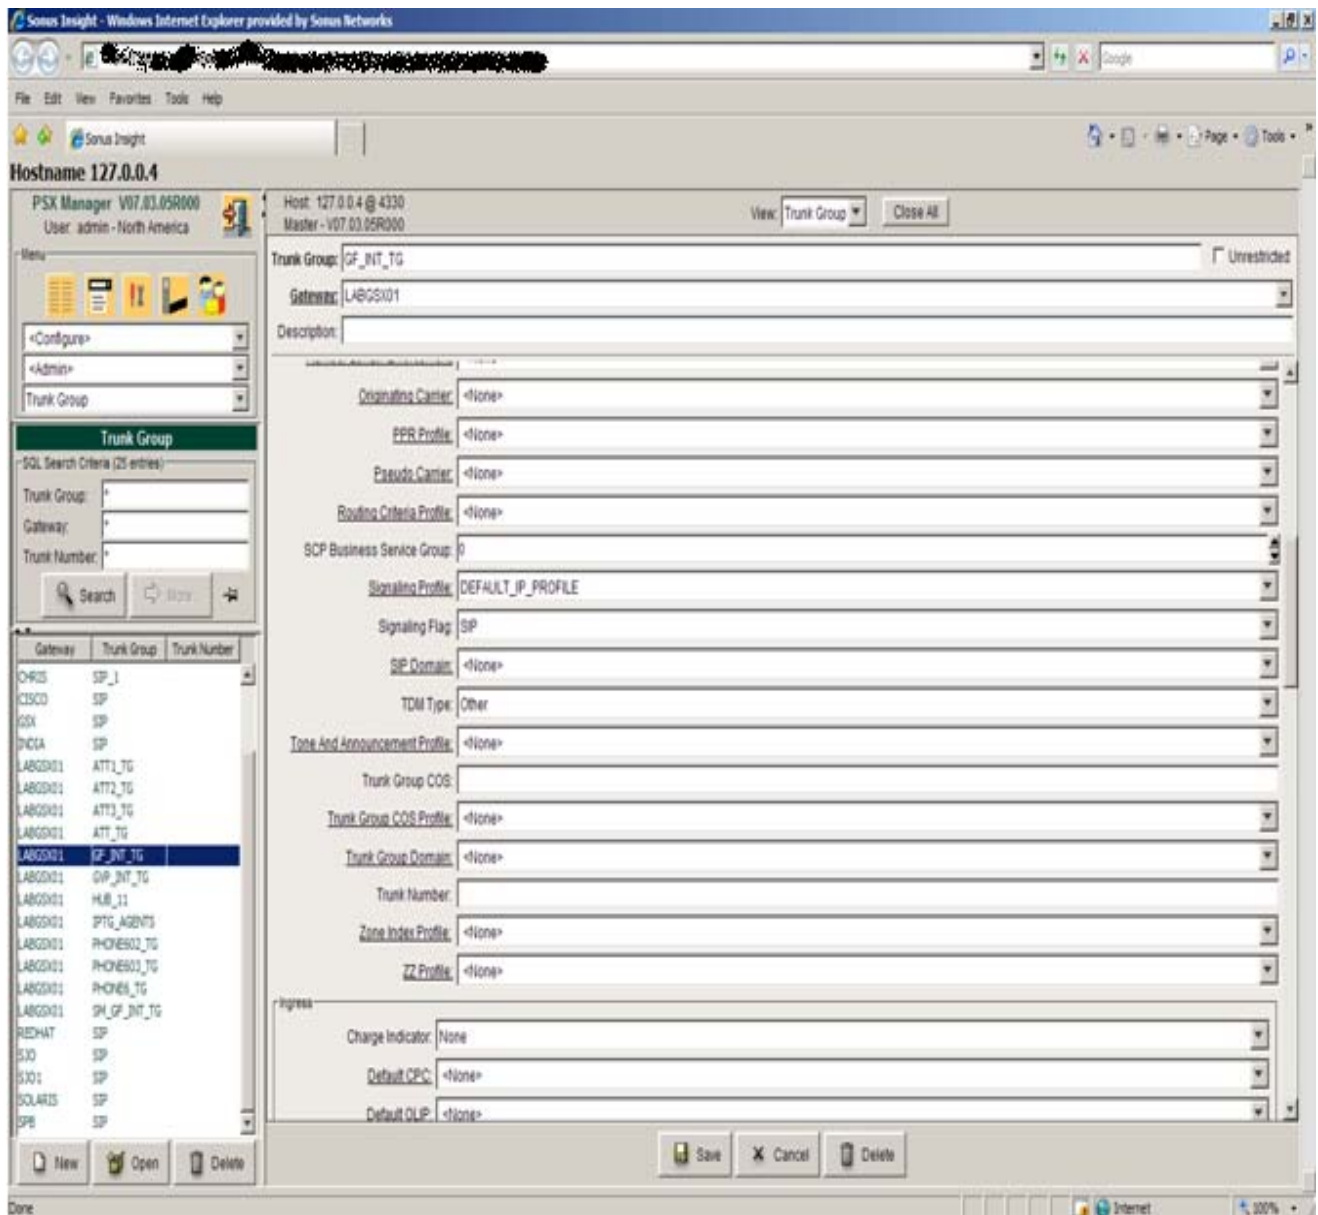 Sonus Insight - Windows Internet Explorer provided by Sonus Networks
Google
File Edit View Favorites Tools Help
Sonus Insight
Page Tools
Hostname 127.0.0.4
PSX Manager V07.03.05R000
User: admin - North America
Menu
<Configure>
<Admin>
Trunk Group
Trunk Group
SQL Search Criteria (25 entries)
Trunk Group: *
Gateway: *
Trunk Number: *
Search More
Gateway Trunk Group Trunk Number
CHRIS SIP_1
CISCO SIP
GSX SIP
INDIA SIP
LABGSX01 ATT1_TG
LABGSX01 ATT2_TG
LABGSX01 ATT3_TG
LABGSX01 ATT_TG
LABGSX01 GF_INT_TG
LABGSX01 GVP_INT_TG
LABGSX01 HUB_11
LABGSX01 IPTG_AGENTS
LABGSX01 PHONE602_TG
LABGSX01 PHONE603_TG
LABGSX01 PHONE6_TG
LABGSX01 SM_GF_INT_TG
REDHAT SIP
SJO SIP
SJO1 SIP
SOLARIS SIP
SPB SIP
New Open Delete
Host: 127.0.0.4 @ 4330
Master - V07.03.05R000
View: Trunk Group Close All
Trunk Group: GF_INT_TG Unrestricted
Gateway: LABGSX01
Description:
Originating Carrier: <None>
PPR Profile: <None>
Pseudo Carrier: <None>
Routing Criteria Profile: <None>
SCP Business Service Group: 0
Signaling Profile: DEFAULT_IP_PROFILE
Signaling Flag: SIP
SIP Domain: <None>
TDM Type: Other
Tone And Announcement Profile: <None>
Trunk Group COS:
Trunk Group COS Profile: <None>
Trunk Group Domain: <None>
Trunk Number:
Zone Index Profile: <None>
ZZ Profile: <None>
Ingress
Charge Indicator: None
Default CPC: <None>
Default OLIP: <None>
Save Cancel Delete
Done Internet 100%